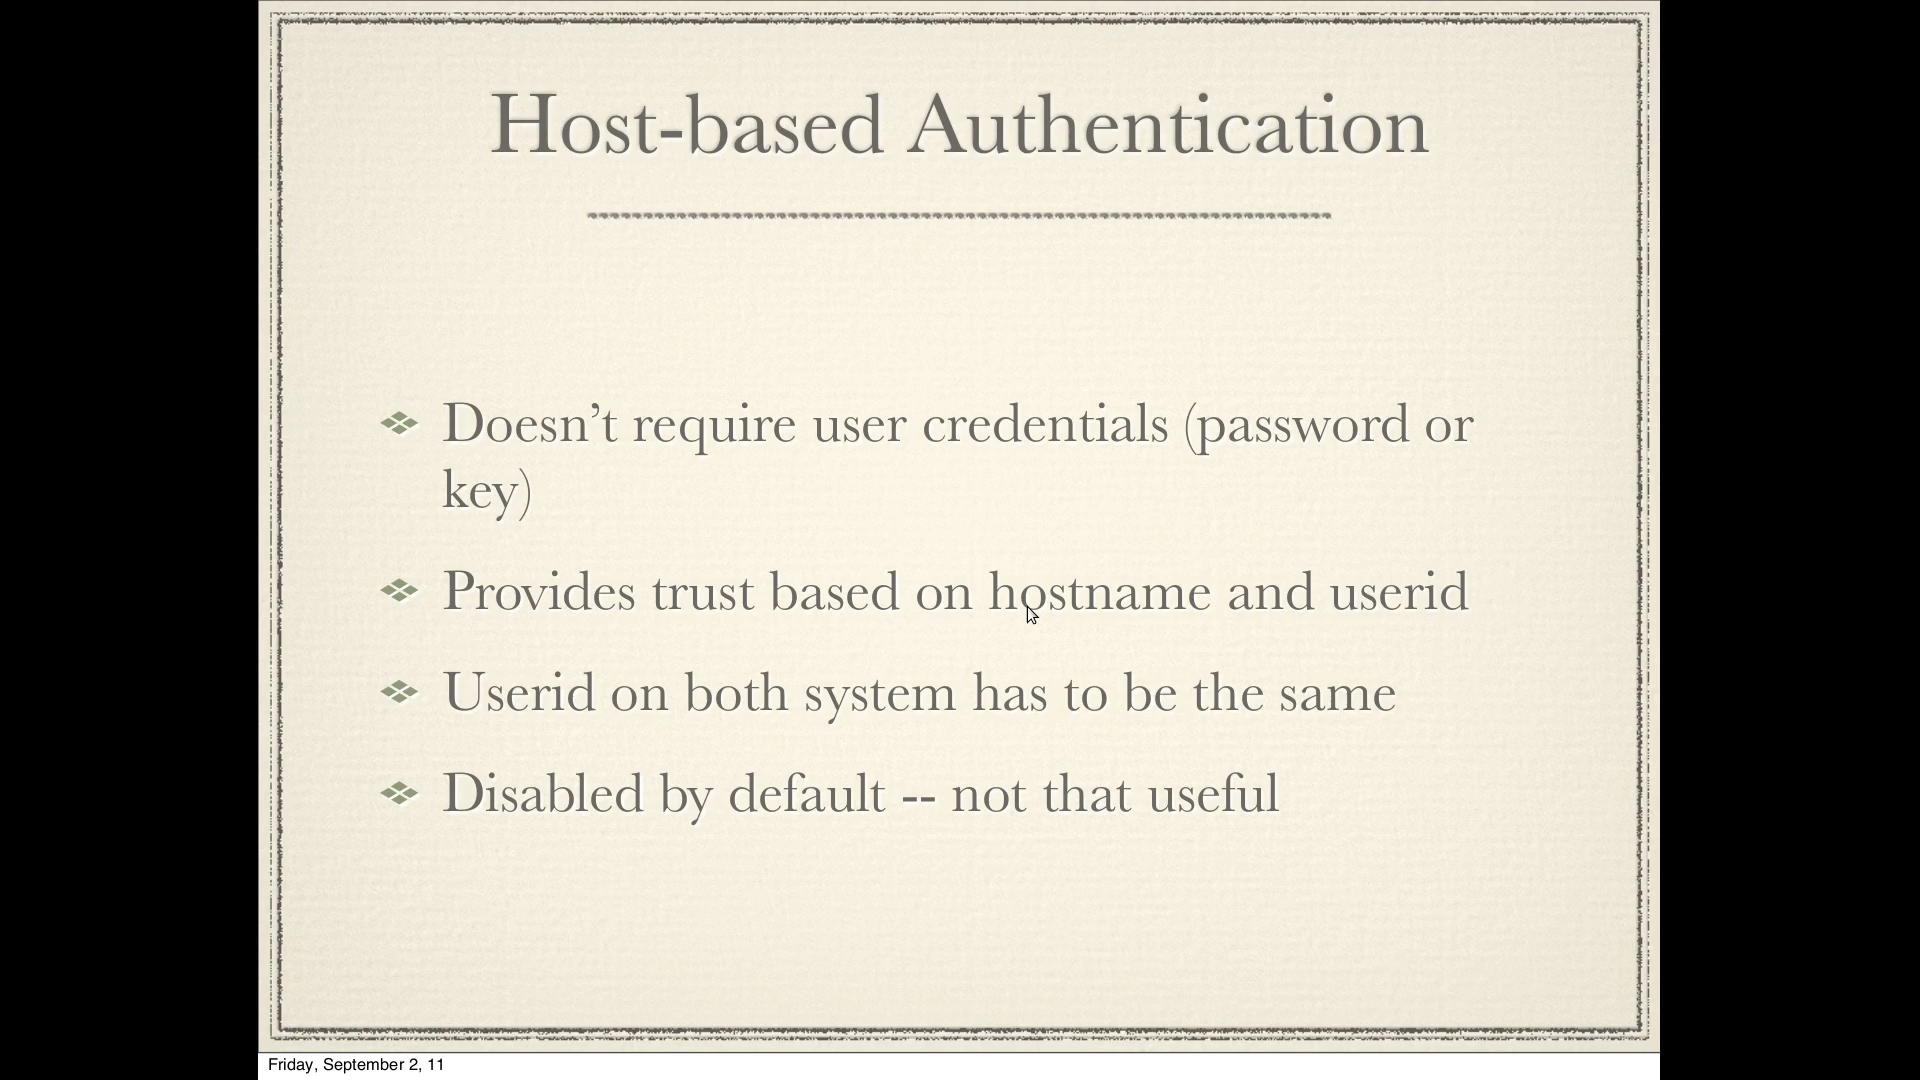 Host-based Authentication
Doesn’t require user credentials (password or
key)
Provides trust based on hostname and userid
Userid on both system has to be the same
Disabled by default -- not that useful
Friday, September 2, 11